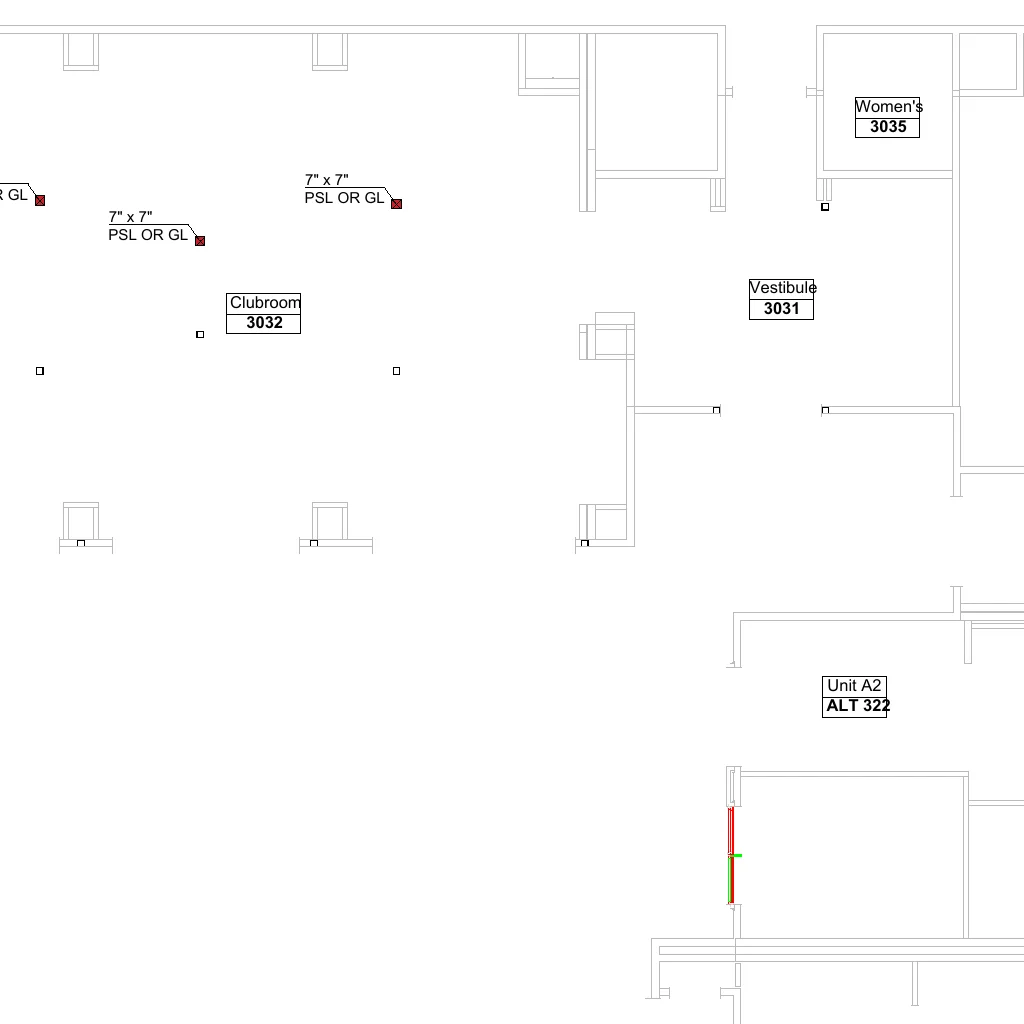 Women's
3035
7" x 7"
PSL OR GL
R GL
7" x 7"
PSL OR GL
Vestibule
3031
Clubroom
3032
Unit A2
ALT 322